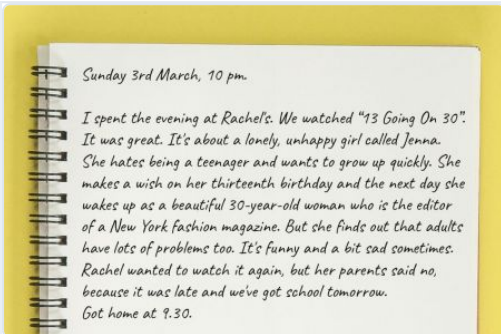 Sunday 3rd March, 10 pm.
I spent the evening at Rachel's. We watched "13 Going On 30".
It was great. It's about a lonely, unhappy girl called Jenna.
She hates being a teenager and wants to grow up quickly. She
makes a wish on her thirteenth birthday and the next day she
wakes up as a beautiful 30-year-old woman who is the editor
of a New York fashion magazine. But she finds out that adults
have lots of problems too. It's funny and a bit sad sometimes.
Rachel wanted to watch it again, but her parents said no,
because it was late and we've got school tomorrow.
Got home at 9.30.